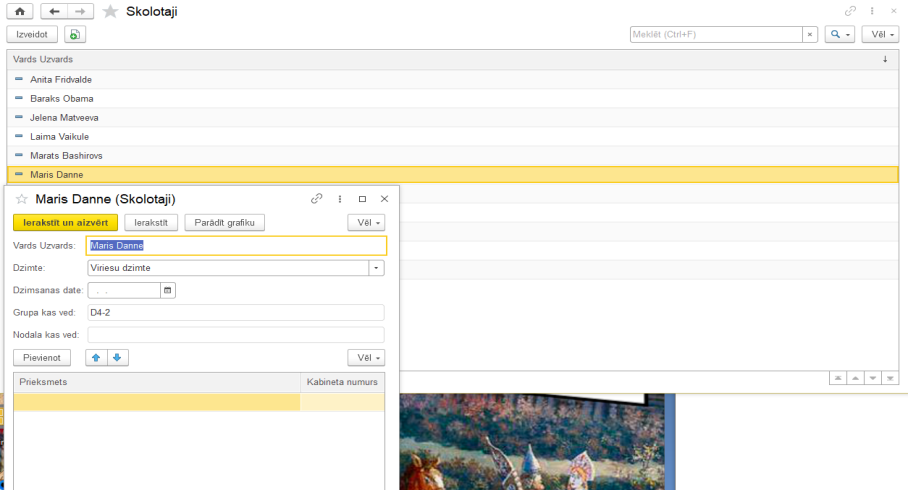 Skolotaji
Izveidot
Meklēt (Ctrl+F)
×
Vēl
Vards Uzvards
Anita Fridvalde
Baraks Obama
Jelena Matveeva
Laima Vaikule
Marats Bashirovs
Maris Danne
Maris Danne (Skolotaji)
Ierakstīt un aizvērt
Ierakstīt
Parādīt grafiku
Vēl
Vards Uzvards: Maris Danne
Dzimte: Viriesu dzimte
Dzimsanas date: . .
Grupa kas ved: D4-2
Nodala kas ved:
Pievienot
Vēl
Prieksmets
Kabineta numurs